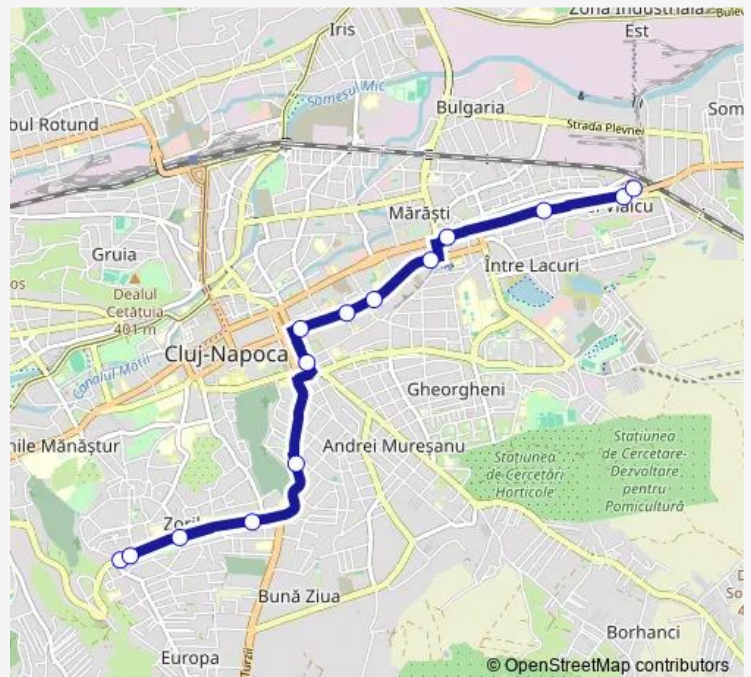 Zona Industrială
Est
Iris
Someșul Mic
Bulgaria
Strada Plevnei
Som
bul Rotund
Mărăști
Vlaicu
Gruia
Între Lacuri
Dealul
Cetățuia
401 m
Cluj-Napoca
Canalul Morii
Gheorgheni
nile Mănăștur
Andrei Mureșanu
Stațiunea
de Cercetări
Horticole
Stațiunea
de Cercetare-
Dezvoltare
pentru
Pomicultură
Bună Ziua
Borhanci
Europa
Turzii
© OpenStreetMap contributors